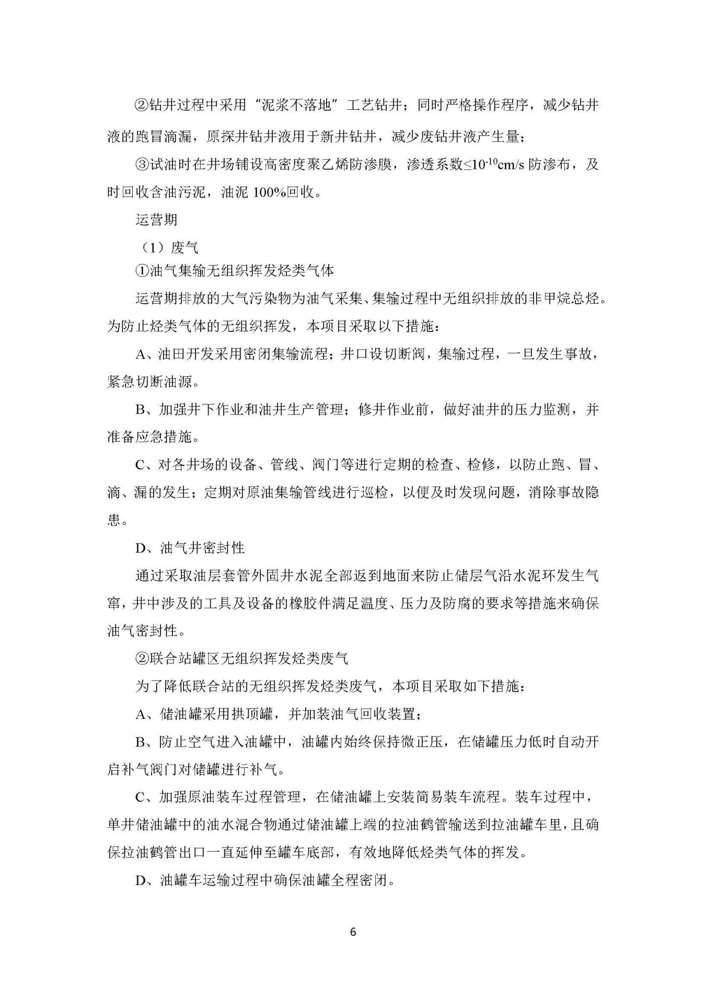 ②钻井过程中采用“泥浆不落地”工艺钻井；同时严格操作程序，减少钻井
液的跑冒滴漏，原探井钻井液用于新井钻井，减少废钻井液产生量；
③试油时在井场铺设高密度聚乙烯防渗膜，渗透系数≤10⁻¹⁰cm/s 防渗布，及
时回收含油污泥，油泥 100%回收。
运营期
（1）废气
①油气集输无组织挥发烃类气体
运营期排放的大气污染物为油气采集、集输过程中无组织排放的非甲烷总烃。
为防止烃类气体的无组织挥发，本项目采取以下措施：
A、油田开发采用密闭集输流程；井口设切断阀，集输过程，一旦发生事故，
紧急切断油源。
B、加强井下作业和油井生产管理；修井作业前，做好油井的压力监测，并
准备应急措施。
C、对各井场的设备、管线、阀门等进行定期的检查、检修，以防止跑、冒、
滴、漏的发生；定期对原油集输管线进行巡检，以便及时发现问题，消除事故隐
患。
D、油气井密封性
通过采取油层套管外固井水泥全部返到地面来防止储层气沿水泥环发生气
窜，井中涉及的工具及设备的橡胶件满足温度、压力及防腐的要求等措施来确保
油气密封性。
②联合站罐区无组织挥发烃类废气
为了降低联合站的无组织挥发烃类废气，本项目采取如下措施：
A、储油罐采用拱顶罐，并加装油气回收装置；
B、防止空气进入油罐中，油罐内始终保持微正压，在储罐压力低时自动开
启补气阀门对储罐进行补气。
C、加强原油装车过程管理，在储油罐上安装简易装车流程。装车过程中，
单井储油罐中的油水混合物通过储油罐上端的拉油鹤管输送到拉油罐车里，且确
保拉油鹤管出口一直延伸至罐车底部，有效地降低烃类气体的挥发。
D、油罐车运输过程中确保油罐全程密闭。
6